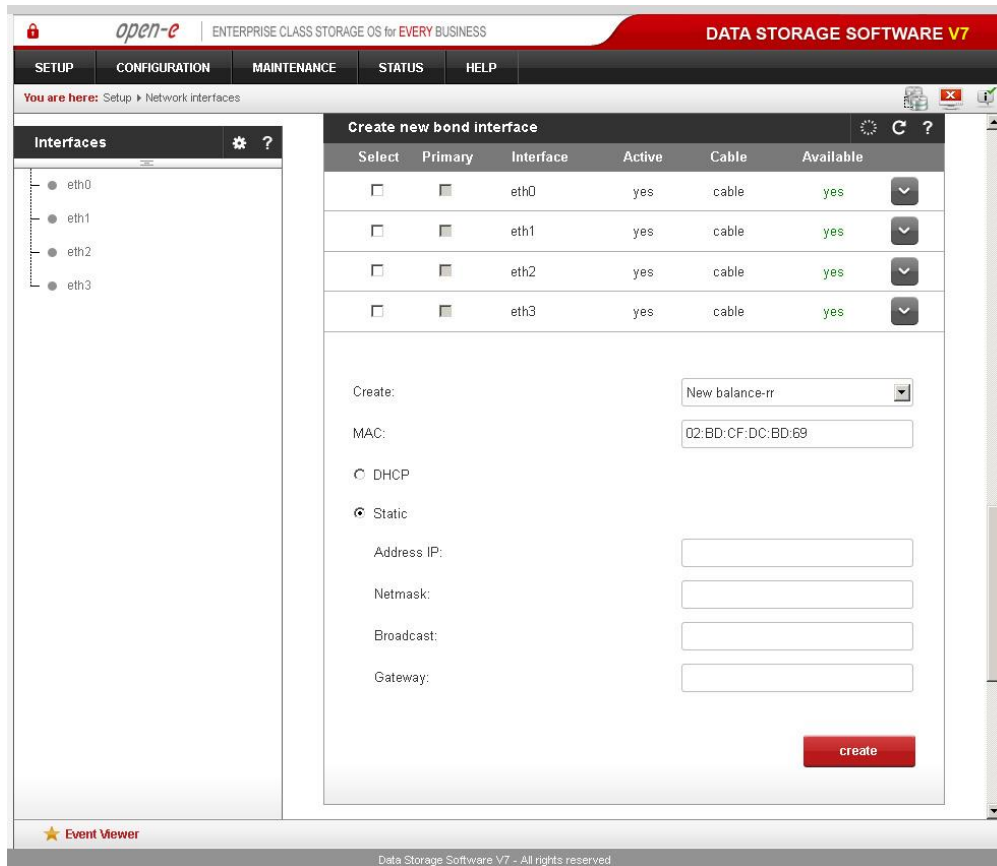 open-e ENTERPRISE CLASS STORAGE OS for EVERY BUSINESS DATA STORAGE SOFTWARE V7
SETUP CONFIGURATION MAINTENANCE STATUS HELP
You are here: Setup Network interfaces
Interfaces ?
eth0
eth1
eth2
eth3
Create new bond interface ?
Select Primary Interface Active Cable Available
eth0 yes cable yes
eth1 yes cable yes
eth2 yes cable yes
eth3 yes cable yes
Create: New balance-rr
MAC: 02:BD:CF:DC:BD:69
DHCP
Static
Address IP:
Netmask:
Broadcast:
Gateway:
create
Event Viewer
Data Storage Software V7 - All rights reserved